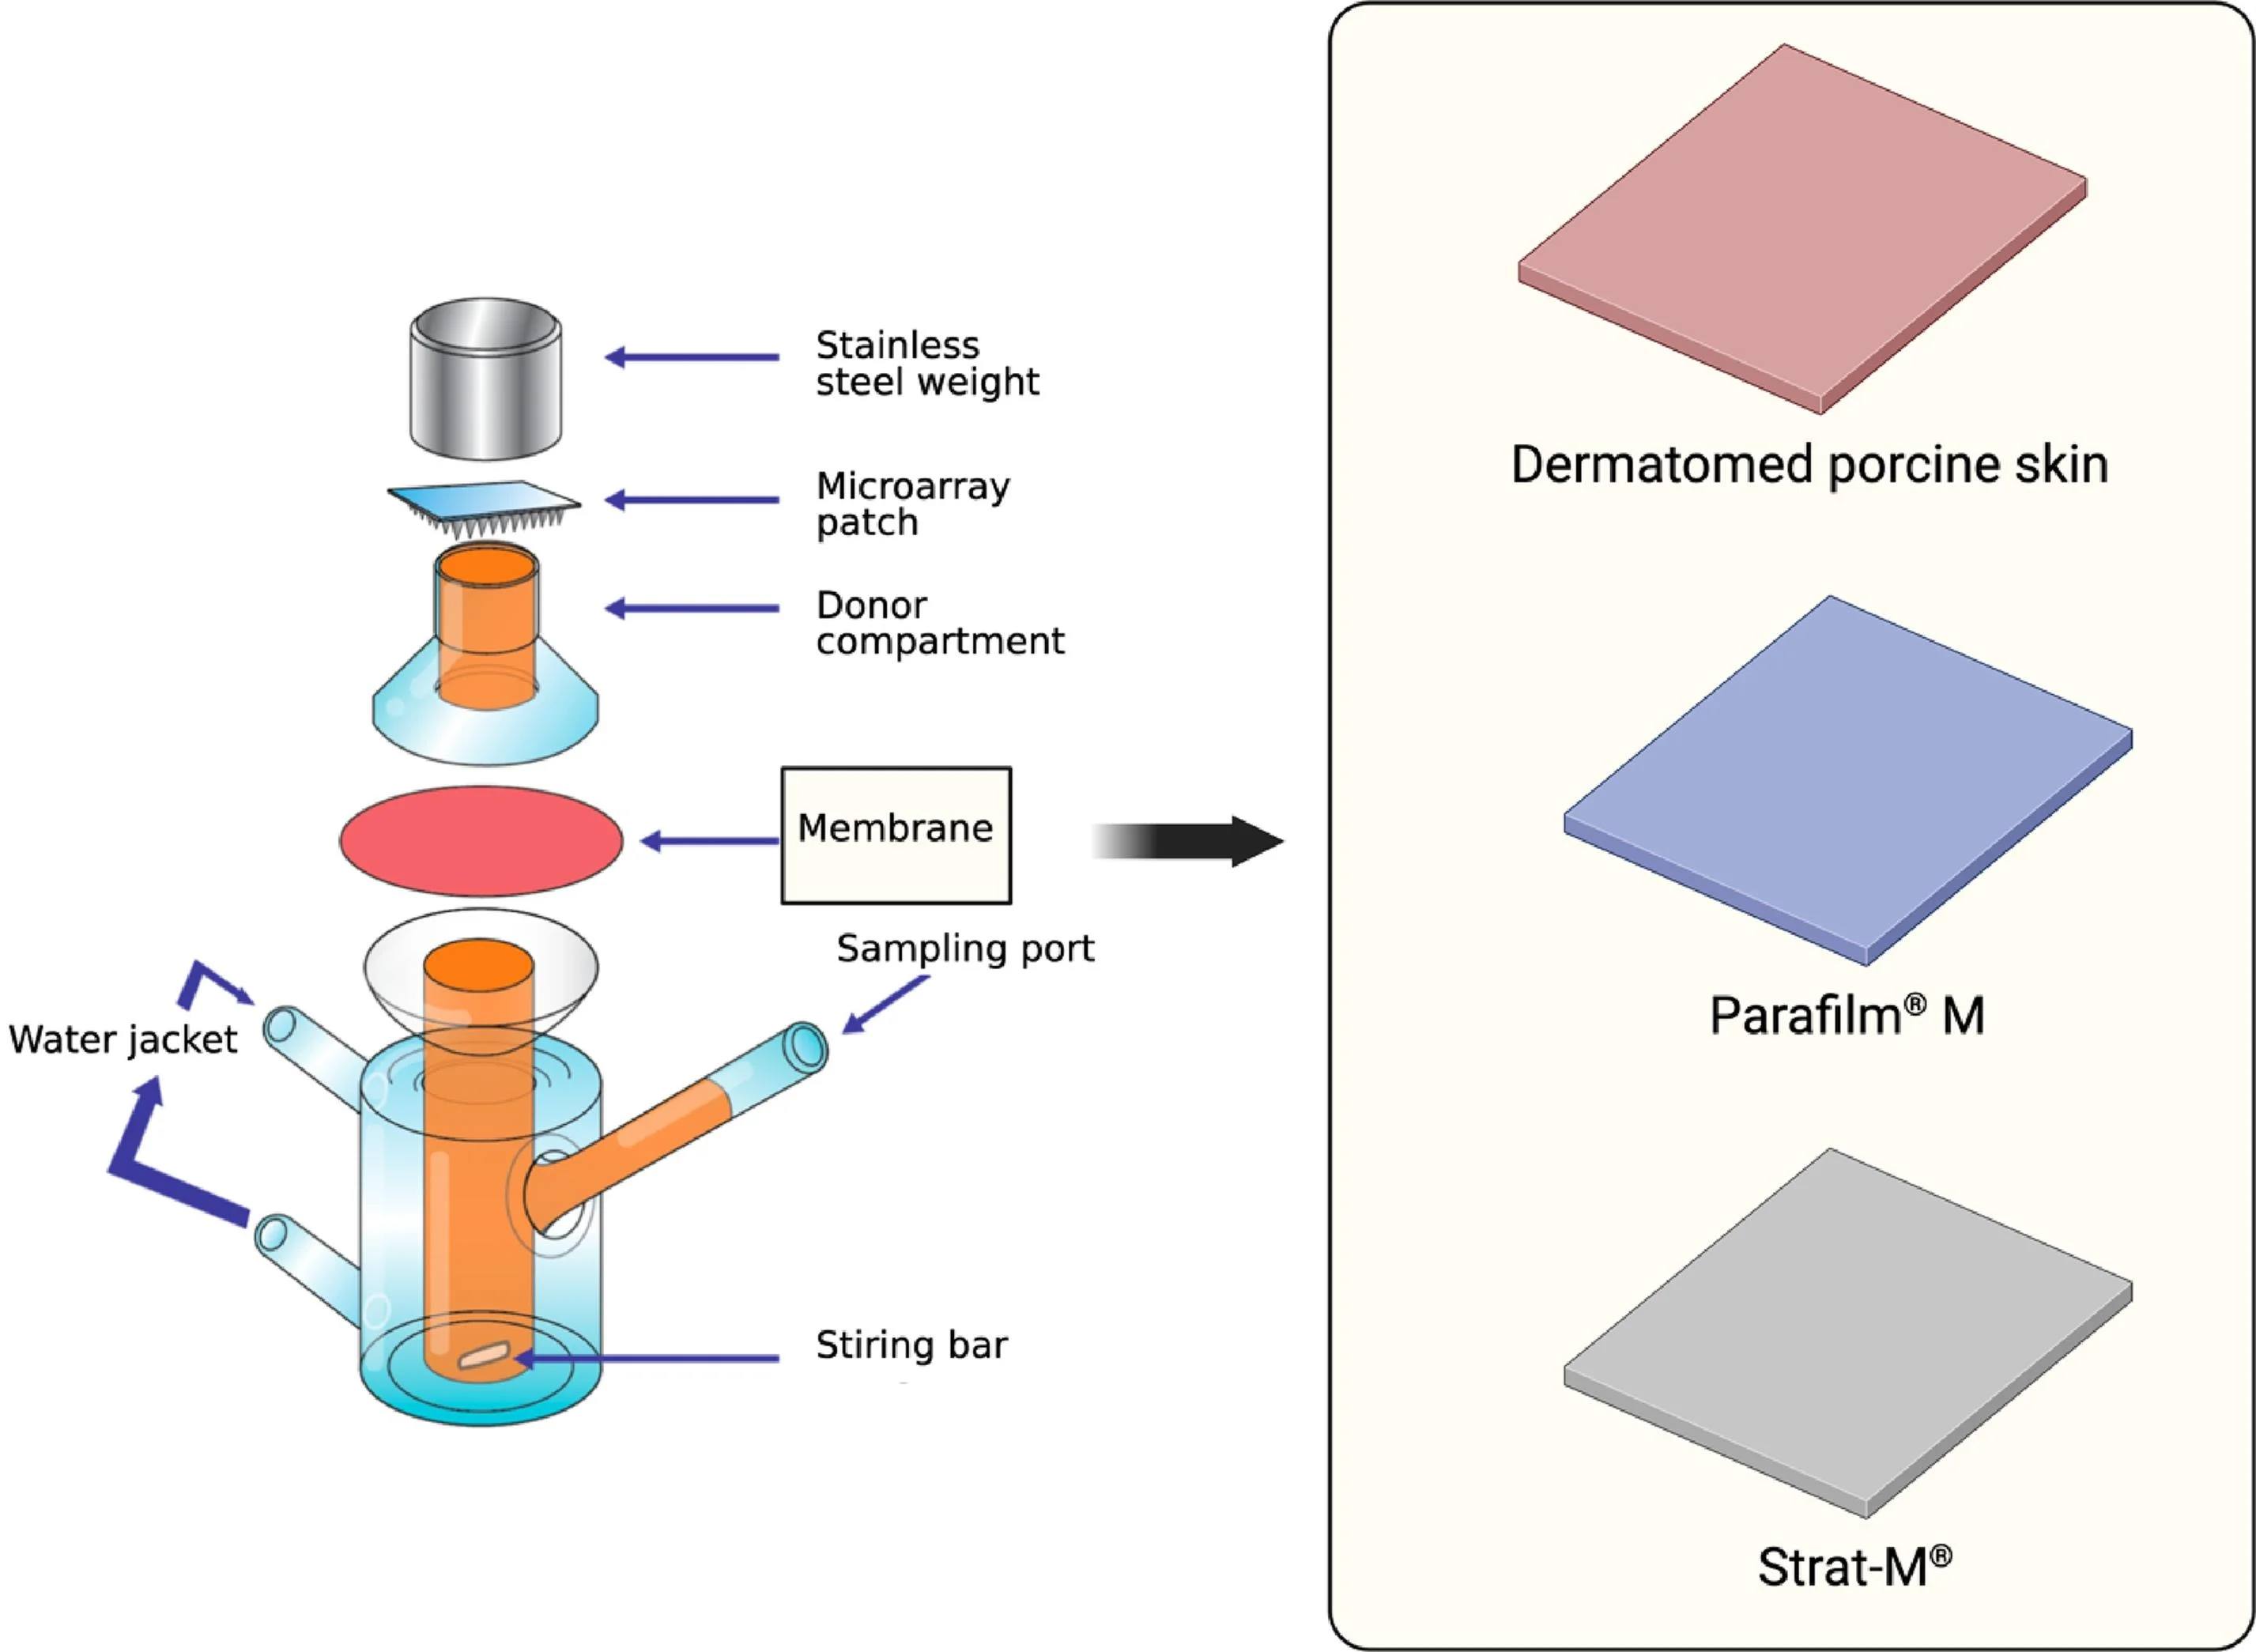 Stainless
steel weight
Microarray
patch
Donor
compartment
Membrane
Sampling port
Water jacket
Stiring bar
Dermatomed porcine skin
Parafilm® M
Strat-M®